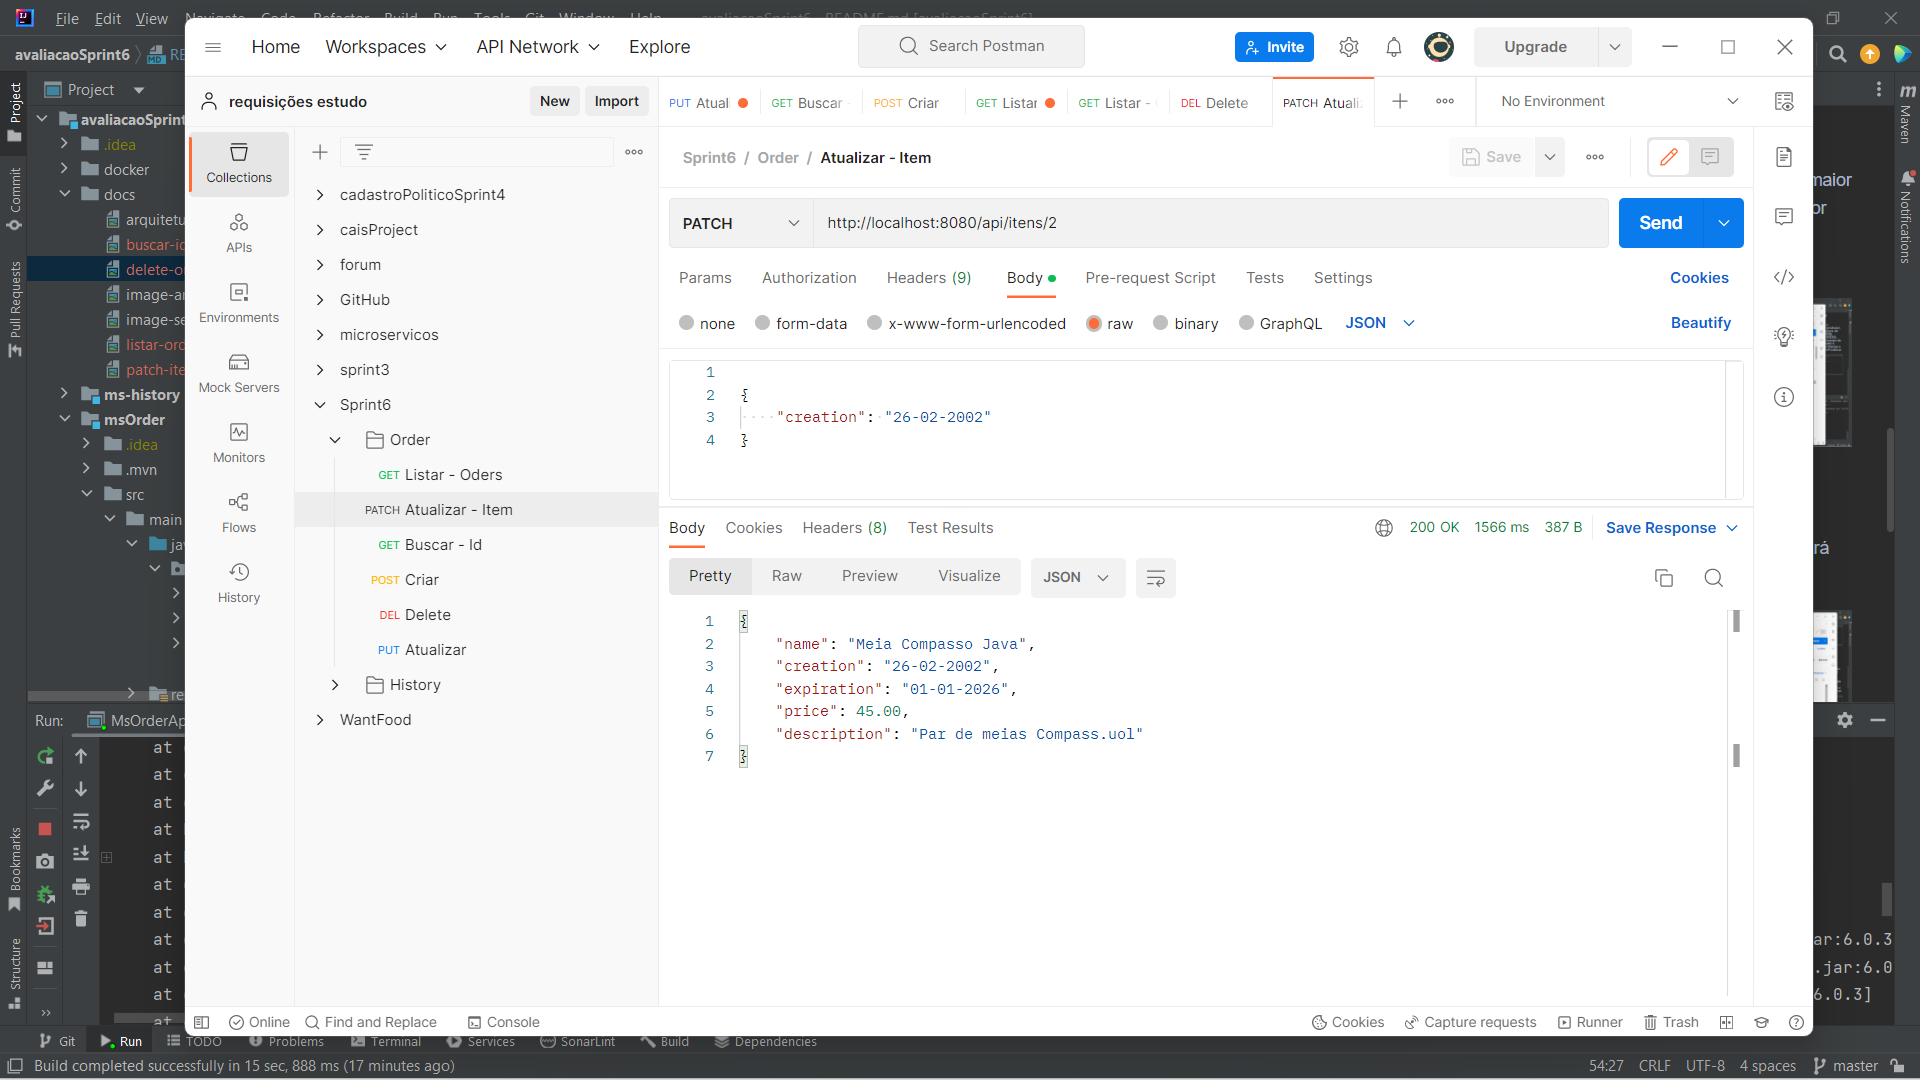 File Edit View Navigate Code Refactor Build Run Tools Git Window Help avaliacaoSprint6 - README.md [avaliacaoSprint6]
avaliacaoSprint6
Project
avaliacaoSprint
.idea
docker
docs
buscar-
delete-o
listar-or
patch-ite
ms-history
msOrder
.idea
.mvn
src
main
Project
Commit
Pull Requests
Bookmarks
Structure
Maven
Notifications
Home Workspaces API Network Explore
Search Postman
Invite
Upgrade
requisições estudo
New Import
PUT Atual
GET Buscar
POST Criar
GET Listar
GET Listar -
DEL Delete
PATCH Atuali
No Environment
Collections
APIs
Environments
Mock Servers
Monitors
Flows
History
cadastroPoliticoSprint4
caisProject
forum
GitHub
microservicos
sprint3
Sprint6
Order
GET Listar - Oders
PATCH Atualizar - Item
GET Buscar - Id
POST Criar
DEL Delete
PUT Atualizar
History
WantFood
Sprint6 / Order / Atualizar - Item
Save
PATCH http://localhost:8080/api/itens/2 Send
Params Authorization Headers (9) Body Pre-request Script Tests Settings Cookies
none form-data x-www-form-urlencoded raw binary GraphQL JSON Beautify
1
2 {
3 "creation": "26-02-2002"
4 }
Body Cookies Headers (8) Test Results 200 OK 1566 ms 387 B Save Response
Pretty Raw Preview Visualize JSON
1 {
2 "name": "Meia Compasso Java",
3 "creation": "26-02-2002",
4 "expiration": "01-01-2026",
5 "price": 45.00,
6 "description": "Par de meias Compass.uol"
7 }
Run: MsOrderAp
at
at
at
at
at
at
at
at
at
at
at
ar:6.0.3
.jar:6.0
6.0.3]
Online Find and Replace Console Cookies Capture requests Runner Trash
Git Run TODO Problems Terminal Services SonarLint Build Dependencies
Build completed successfully in 15 sec, 888 ms (17 minutes ago) 54:27 CRLF UTF-8 4 spaces master